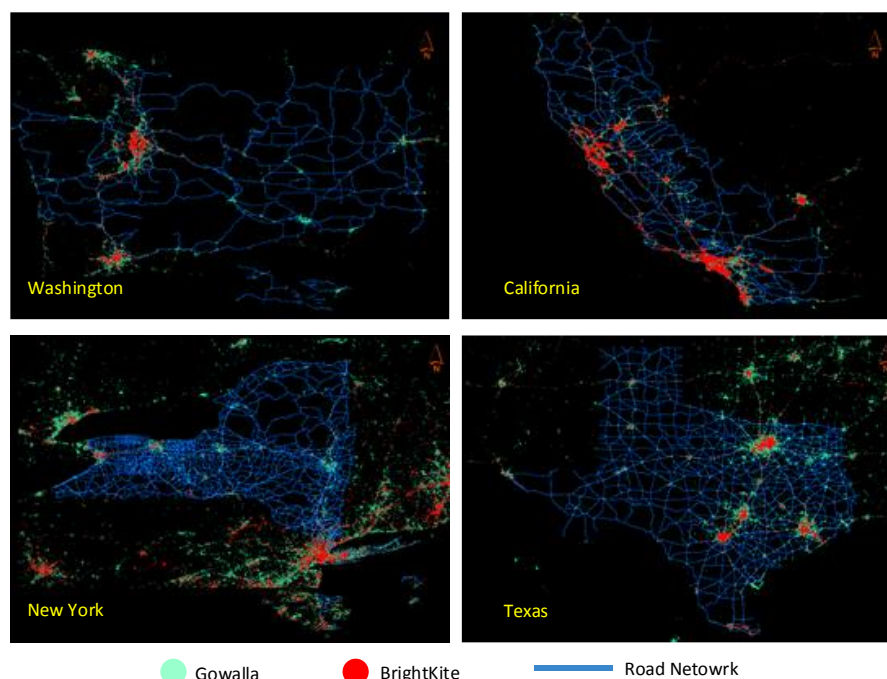 Washington
California
New York
Texas
Gowalla
BrightKite
Road Netowrk